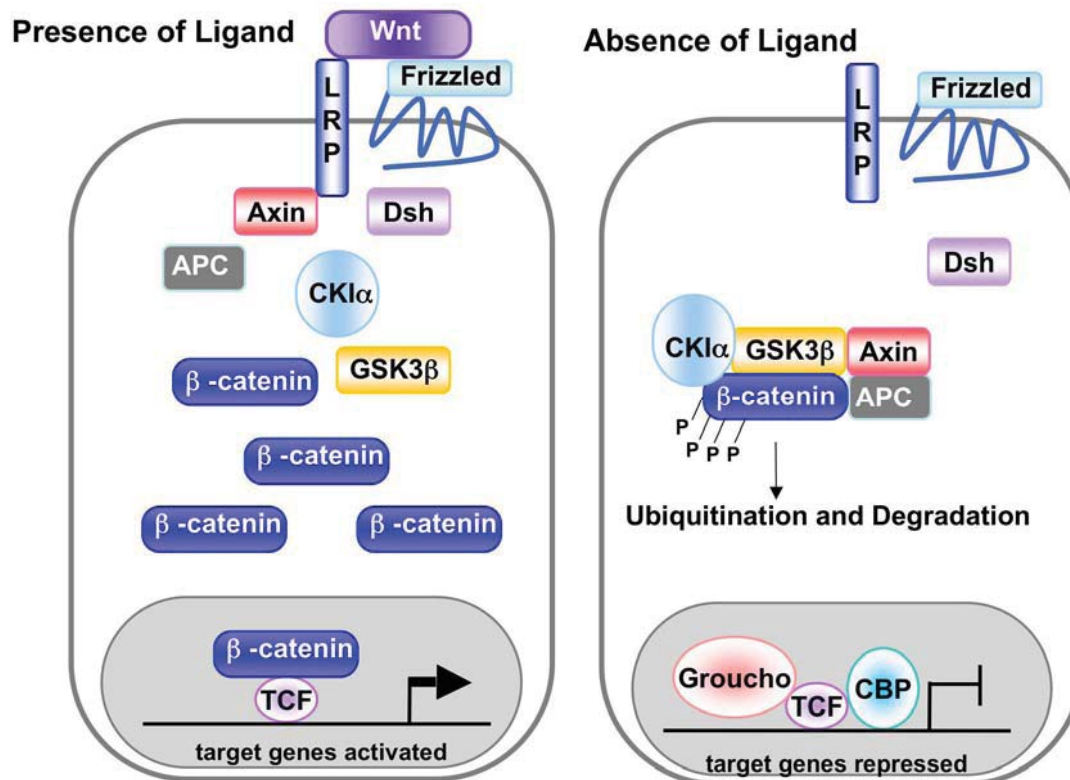 Presence of Ligand
Wnt
Frizzled
L
R
P
Axin
Dsh
APC
CKIα
GSK3β
β -catenin
β -catenin
β -catenin
β -catenin
β -catenin
TCF
target genes activated
Absence of Ligand
Frizzled
L
R
P
Dsh
CKIα
GSK3β
Axin
β-catenin
APC
P
P
P
P
Ubiquitination and Degradation
Groucho
TCF
CBP
target genes repressed